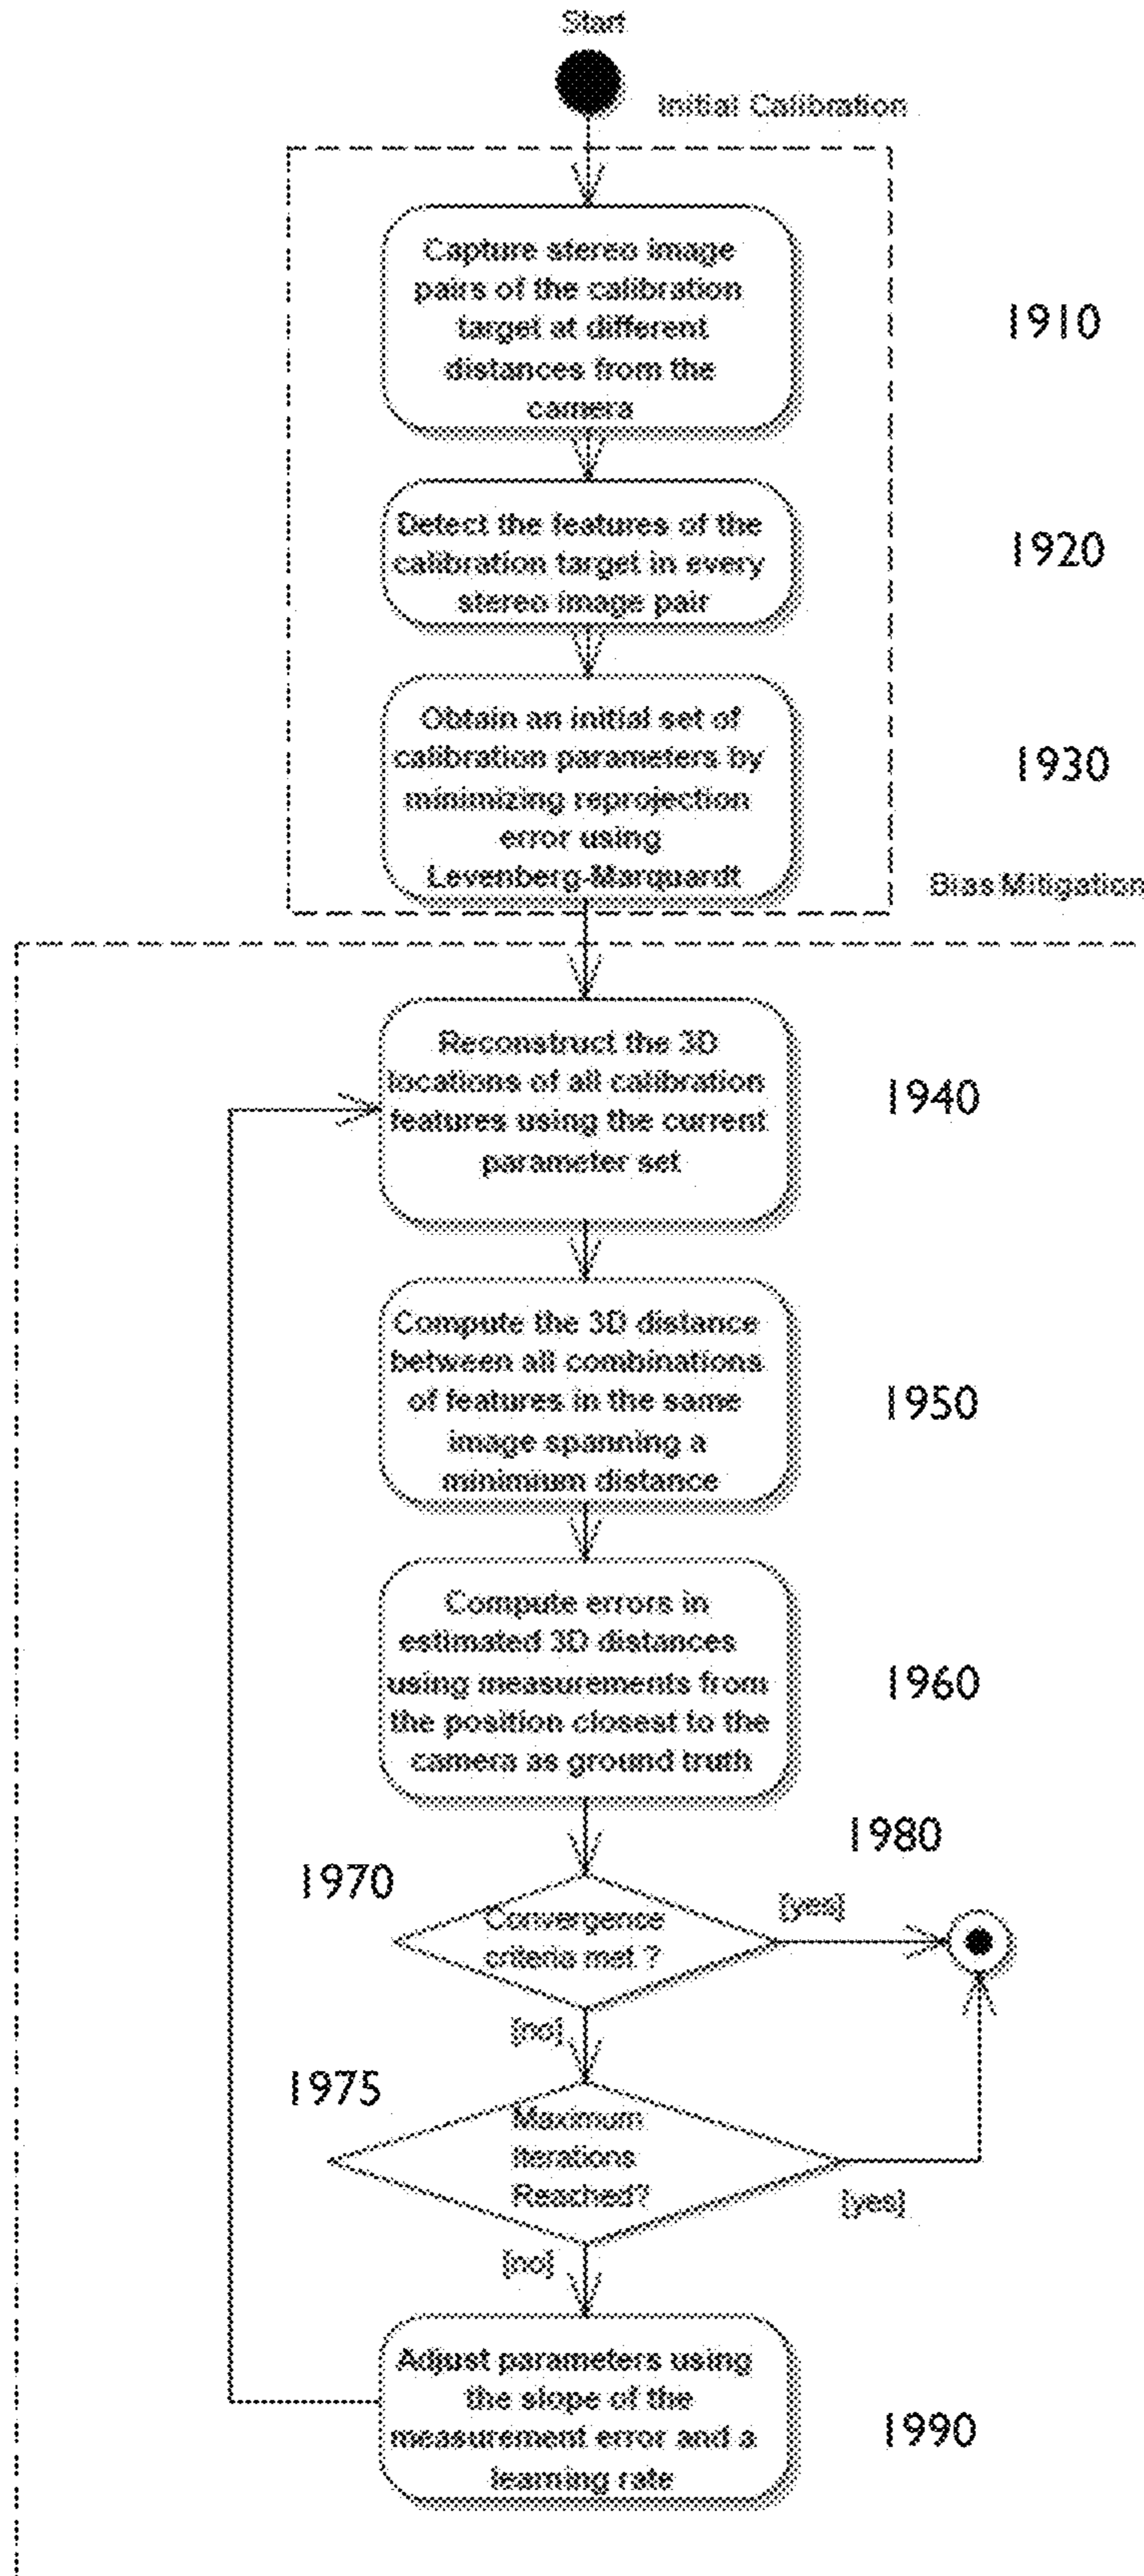 Start
Initial Calibration
Capture stereo image
pairs of the calibration
target at different
distances from the
camera
1910
Detect the features of the
calibration target in every
stereo image pair
1920
Obtain an initial set of
calibration parameters by
minimizing reprojection
error using
Levenberg-Marquardt
1930
Bias Mitigation
Reconstruct the 3D
locations of all calibration
features using the current
parameter set
1940
Compute the 3D distance
between all combinations
of features in the same
image spanning a
minimium distance
1950
Compute errors in
estimated 3D distances
using measurements from
the position closest to the
camera as ground truth
1960
1980
1970
Convergence
criteria met ?
[yes]
[no]
1975
Maximum
Iterations
Reached?
[yes]
[no]
Adjust parameters using
the slope of the
measurement error and a
learning rate
1990